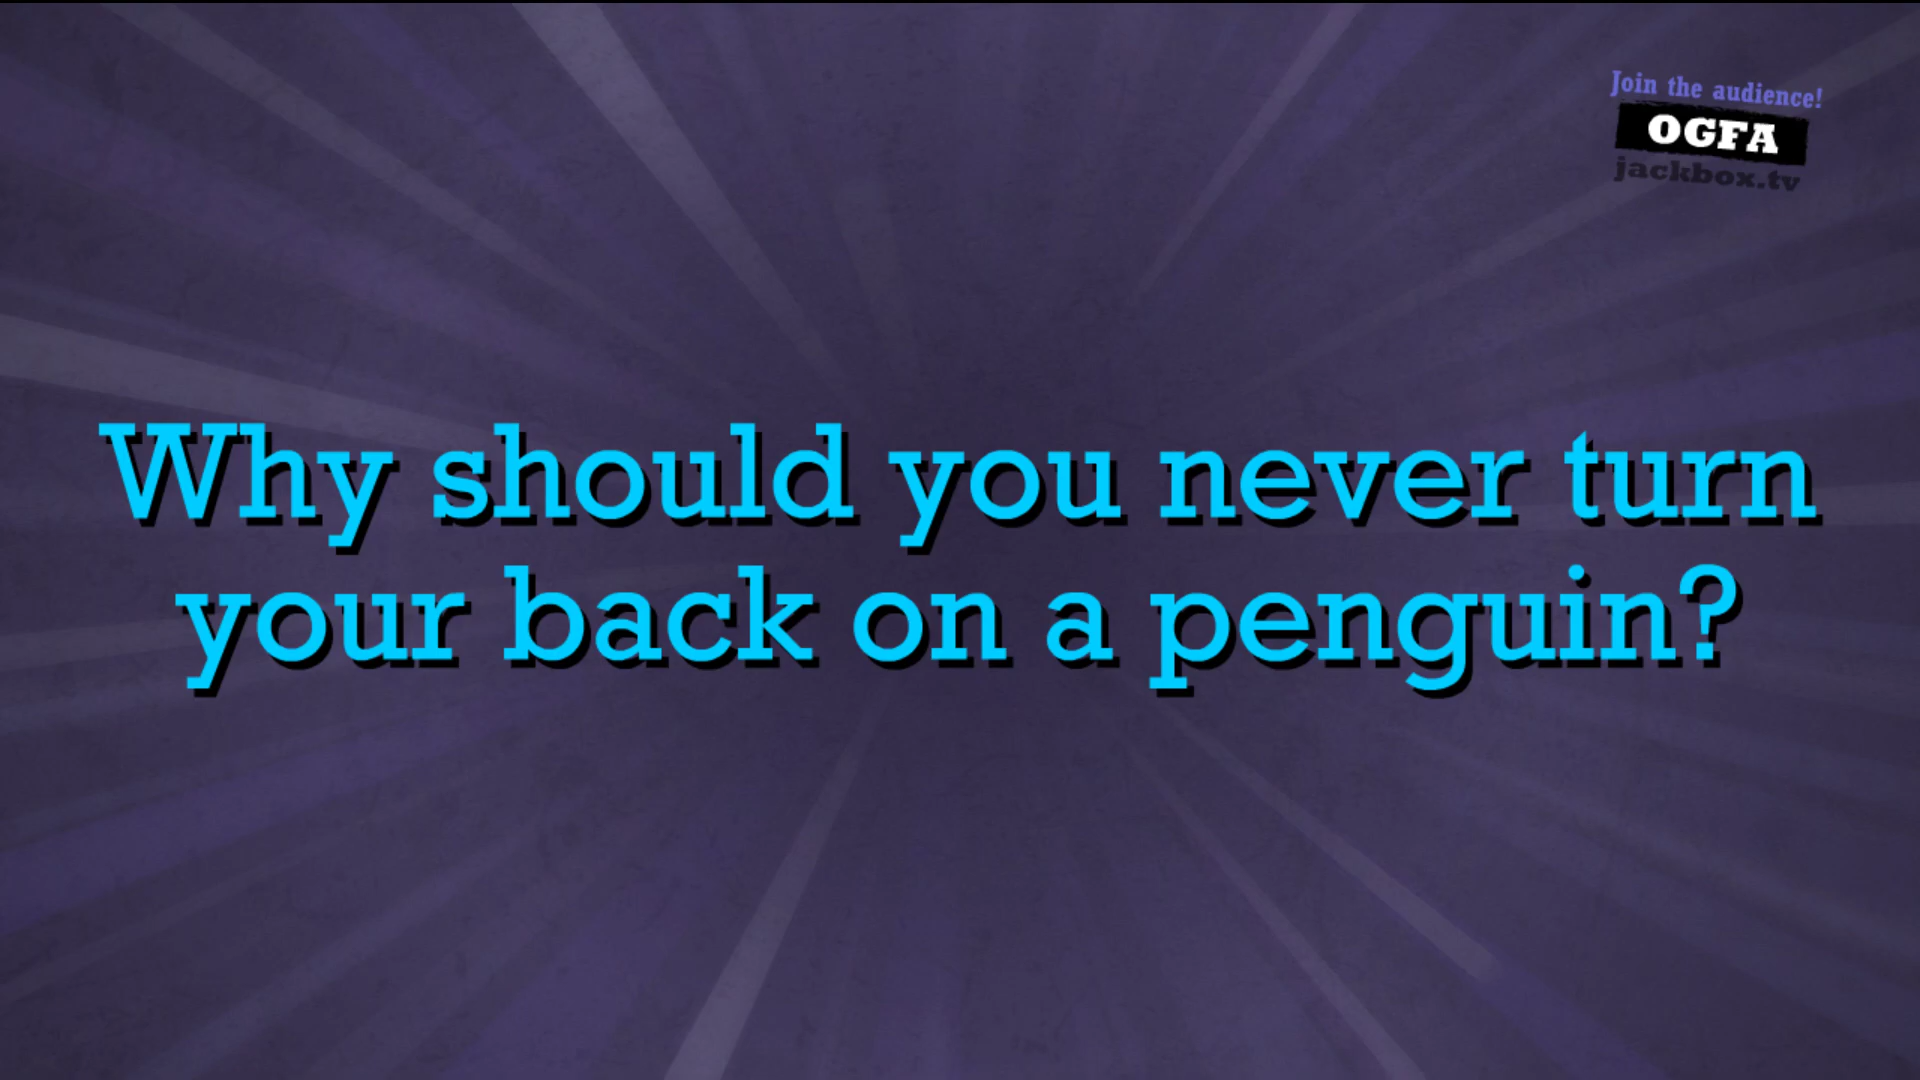 Join the audience!
OGFA
jackbox.tv
Why should you never turn
your back on a penguin?